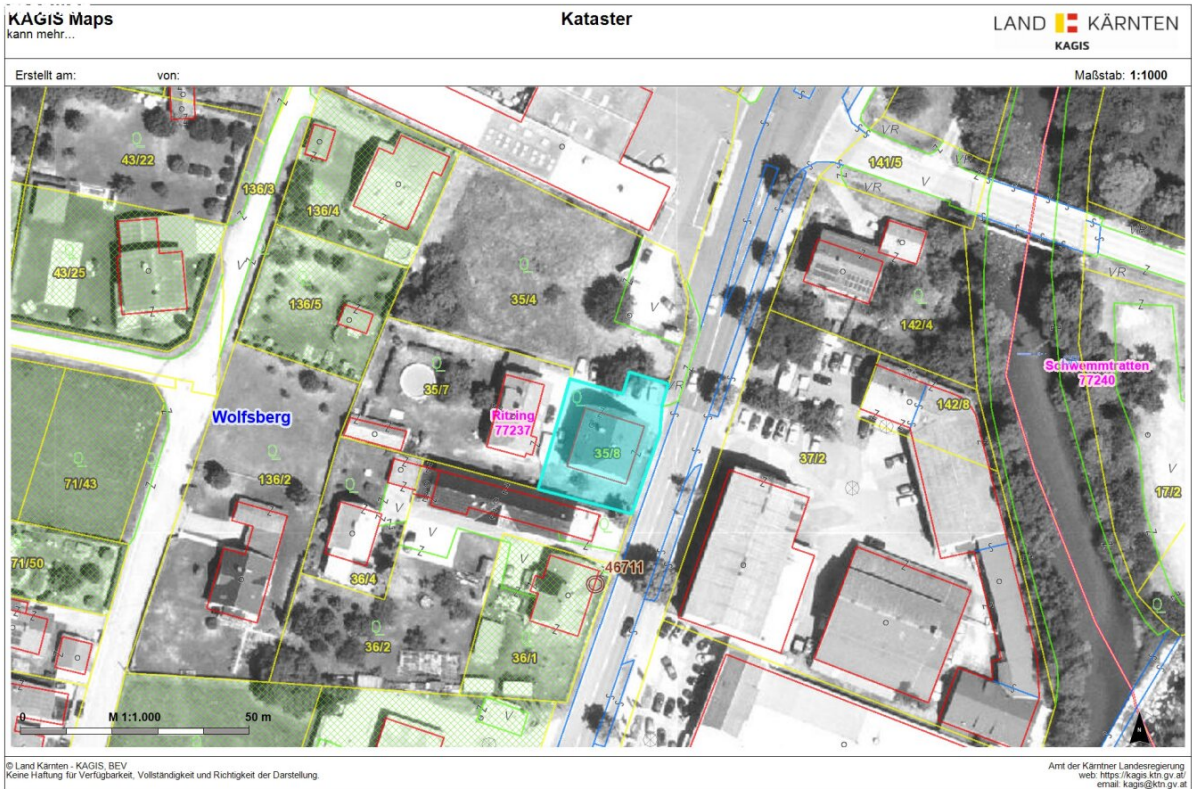 KAGIS Maps
kann mehr...
Kataster
LAND KÄRNTEN
KAGIS
Erstellt am: von:
Maßstab: 1:1000
43/22
136/3
136/4
43/25
136/5
35/4
141/5
VR
VR
VR
V
VR
VR
142/4
Schwemmtratten
77240
35/7
Ritzing
77237
35/8
142/8
Wolfsberg
37/2
17/2
71/43
136/2
71/50
36/4
46711
36/2
36/1
0 M 1:1.000 50 m
N
© Land Kärnten - KAGIS, BEV
Keine Haftung für Verfügbarkeit, Vollständigkeit und Richtigkeit der Darstellung.
Amt der Kärntner Landesregierung
web: https://kagis.ktn.gv.at/
email: kagis@ktn.gv.at